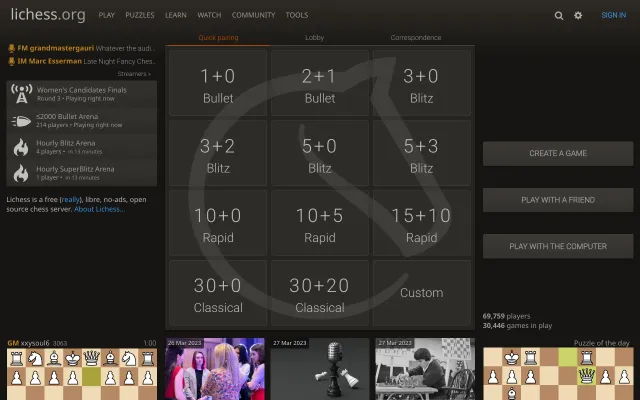 lichess.org PLAY PUZZLES LEARN WATCH COMMUNITY TOOLS SIGN IN
FM grandmastergauri Whatever the audi...
IM Marc Esserman Late Night Fancy Ches...
Streamers »
Women's Candidates Finals
Round 3 • Playing right now
≤2000 Bullet Arena
214 players • Playing right now
Hourly Blitz Arena
4 players • in 13 minutes
Hourly SuperBlitz Arena
1 player • in 13 minutes
Lichess is a free (really), libre, no-ads, open
source chess server. About Lichess...
Quick pairing Lobby Correspondence
1+0 2+1 3+0
Bullet Bullet Blitz
3+2 5+0 5+3
Blitz Blitz Blitz
10+0 10+5 15+10
Rapid Rapid Rapid
30+0 30+20 Custom
Classical Classical
CREATE A GAME
PLAY WITH A FRIEND
PLAY WITH THE COMPUTER
69,759 players
30,446 games in play
GM xxysoul6 3063 1:00
26 Mar 2023
27 Mar 2023
27 Mar 2023
Puzzle of the day